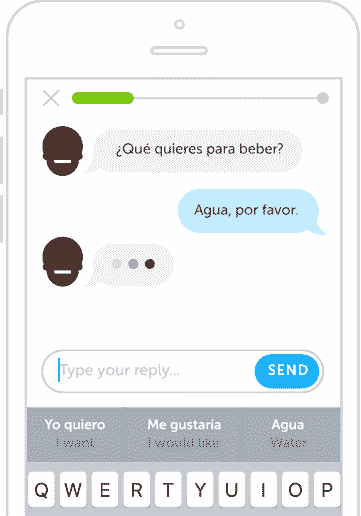 ¿Qué quieres para beber?
Agua, por favor.
Type your reply...
SEND
Yo quiero Me gustaría Agua
I want I would like Water
Q W E R T Y U I O P